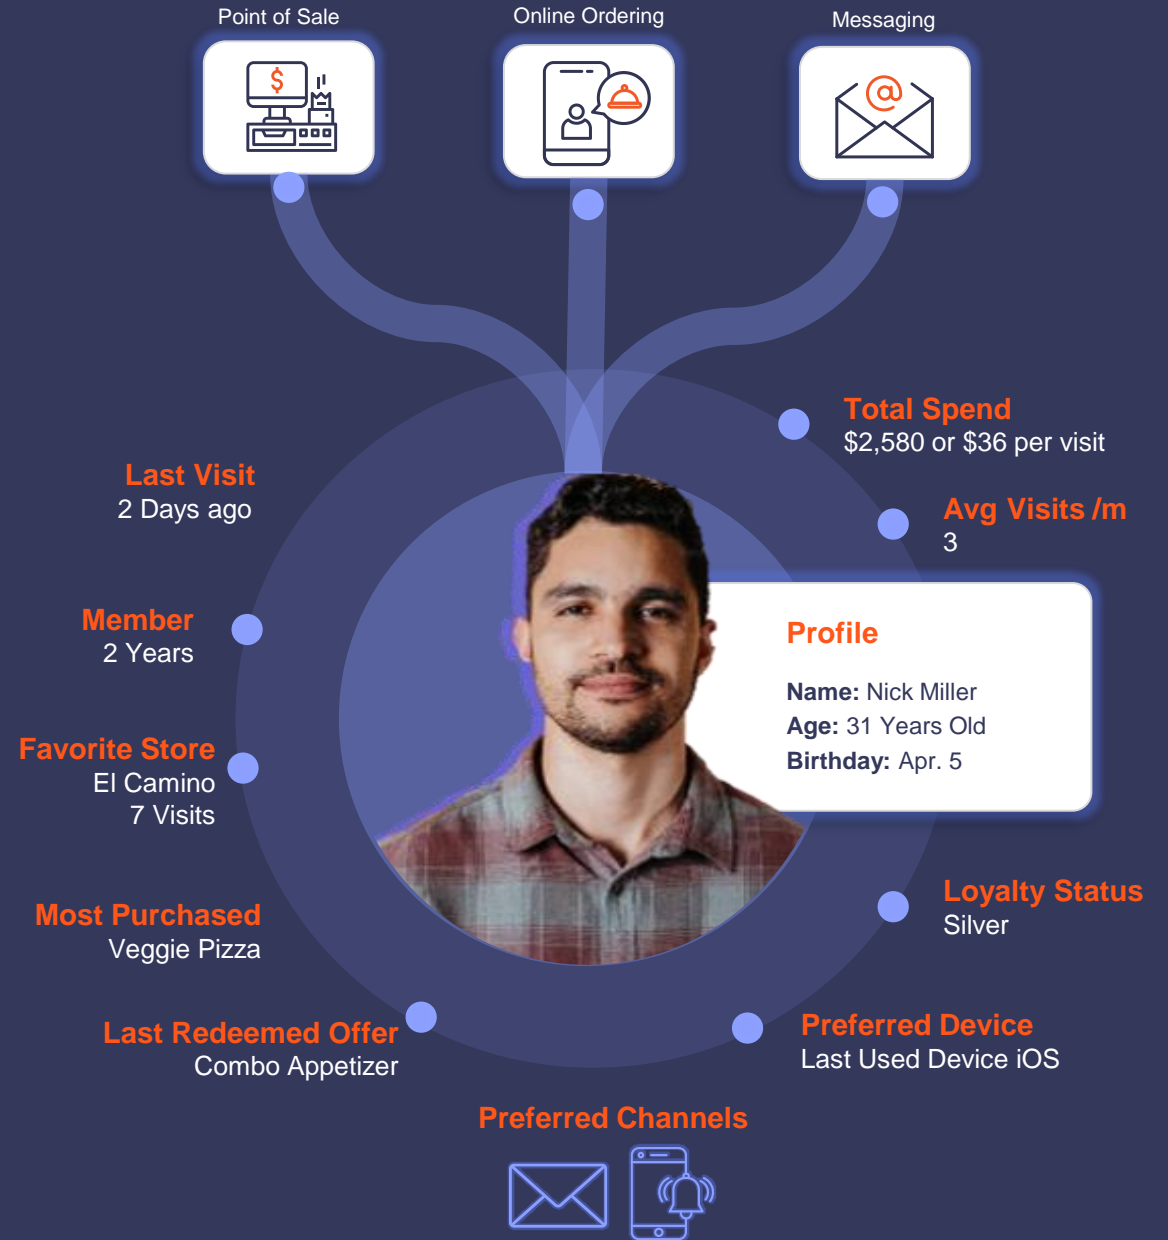 Point of Sale
Online Ordering
Messaging
$
@
Total Spend
$2,580 or $36 per visit
Last Visit
2 Days ago
Avg Visits /m
3
Member
2 Years
Profile
Name: Nick Miller
Age: 31 Years Old
Birthday: Apr. 5
Favorite Store
El Camino
7 Visits
Most Purchased
Veggie Pizza
Loyalty Status
Silver
Last Redeemed Offer
Combo Appetizer
Preferred Device
Last Used Device iOS
Preferred Channels